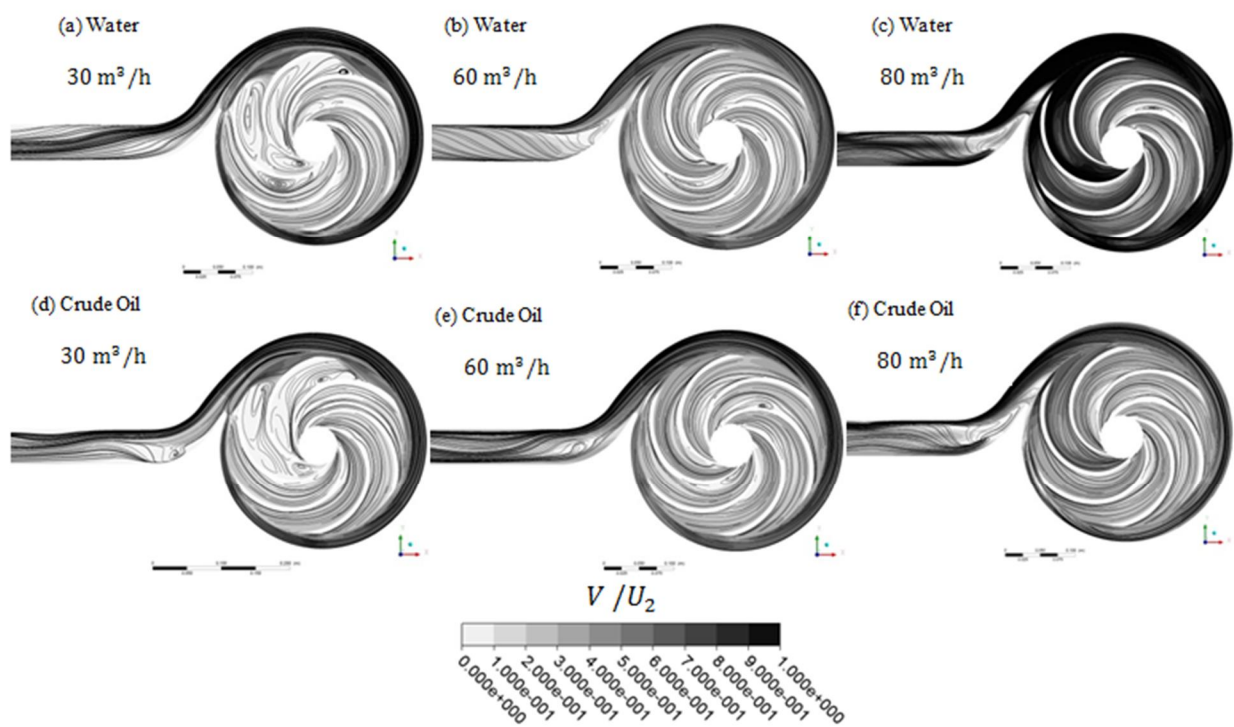 (a) Water
30 m³/h
(b) Water
60 m³/h
(c) Water
80 m³/h
(d) Crude Oil
30 m³/h
(e) Crude Oil
60 m³/h
(f) Crude Oil
80 m³/h
V /U₂
0.000e+000
1.000e-001
2.000e-001
3.000e-001
4.000e-001
5.000e-001
6.000e-001
7.000e-001
8.000e-001
9.000e-001
1.000e+000